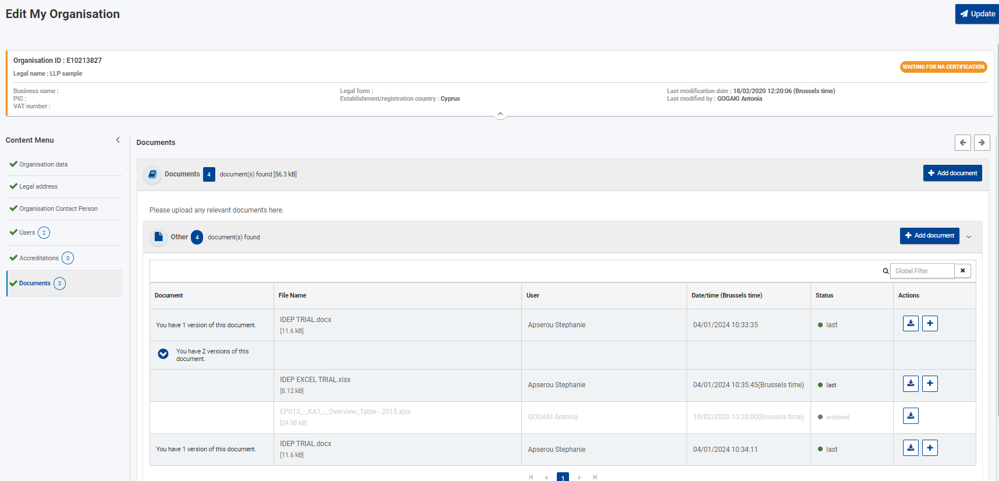 Edit My Organisation
Update
Organisation ID : E10213827
Legal name : LLP sample
WAITING FOR NA CERTIFICATION
Business name :
PIC :
VAT number :
Legal form :
Establishment/registration country : Cyprus
Last modification date : 18/02/2020 12:20:06 (Brussels time)
Last modified by : GOGAKI Antonia
Content Menu
Organisation data
Legal address
Organisation Contact Person
Users 2
Accreditations 0
Documents 3
Documents
Documents 4 document(s) found [56.3 kB]
Add document
Please upload any relevant documents here.
Other 4 document(s) found
Add document
Global Filter
Document File Name User Date/time (Brussels time) Status Actions
You have 1 version of this document. IDEP TRIAL.docx Apserou Stephanie 04/01/2024 10:33:35 last
[11.6 kB]
You have 2 versions of this
document.
IDEP EXCEL TRIAL.xlsx Apserou Stephanie 04/01/2024 10:35:45(Brussels time) last
[8.12 kB]
EP013_-_KA1_-_Overview_Table - 2015.xlsx GOGAKI Antonia 18/02/2020 13:20:00(Brussels time) archived
[24.98 kB]
You have 1 version of this document. IDEP TRIAL.docx Apserou Stephanie 04/01/2024 10:34:11 last
[11.6 kB]
1